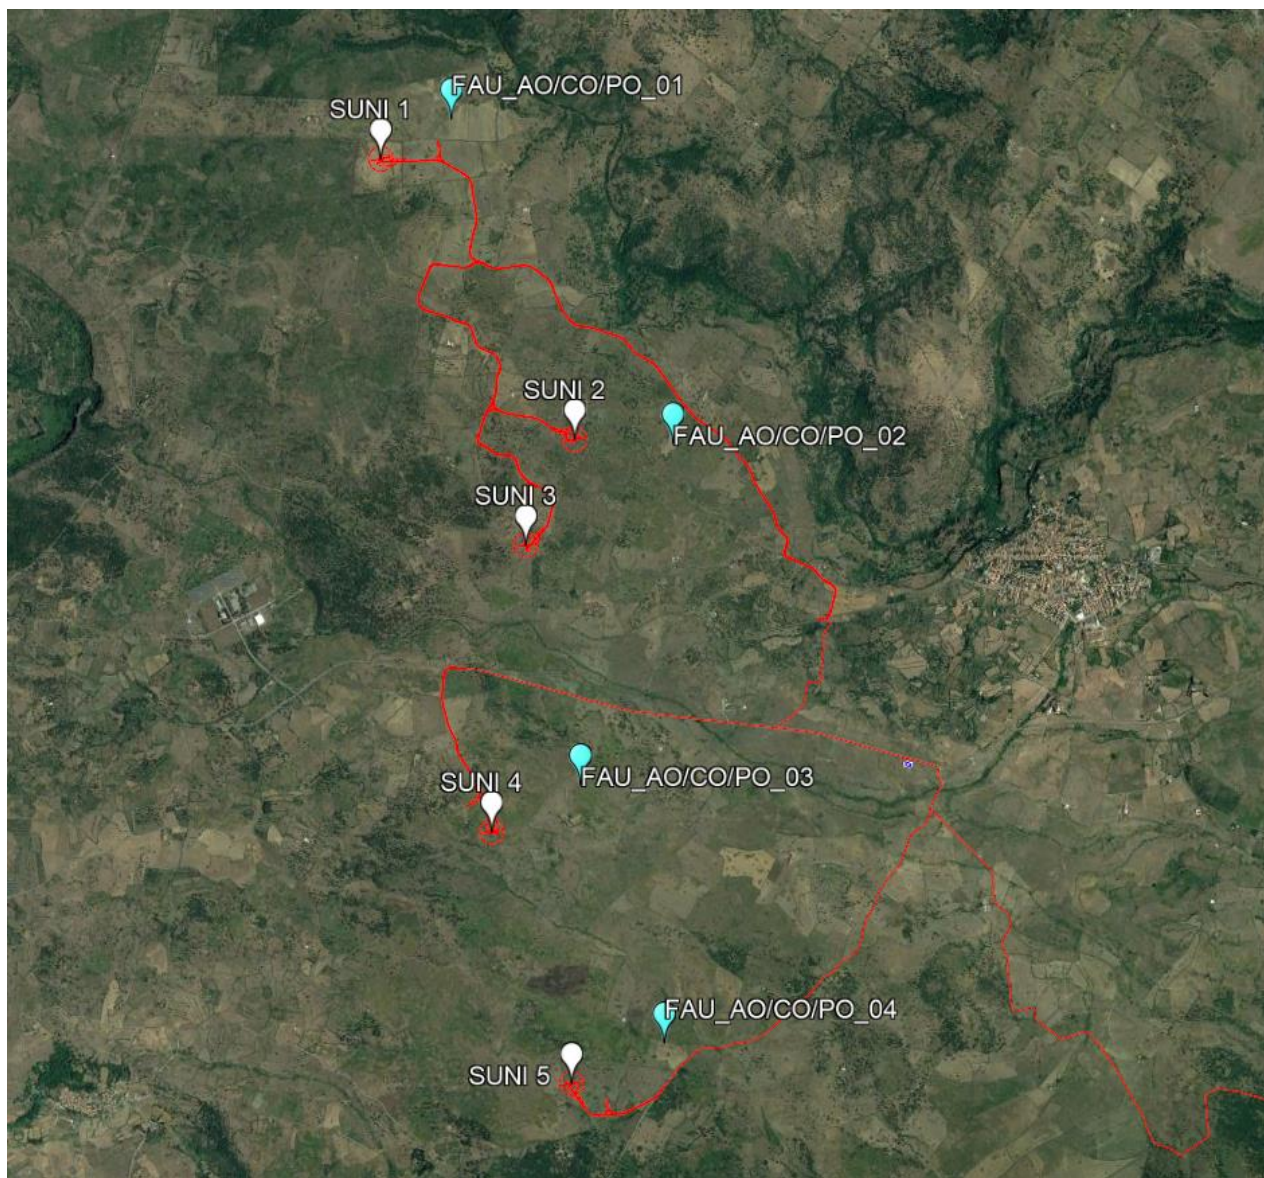 FAU_AO/CO/PO_01
SUNI 1
SUNI 2
FAU_AO/CO/PO_02
SUNI 3
FAU_AO/CO/PO_03
SUNI 4
FAU_AO/CO/PO_04
SUNI 5